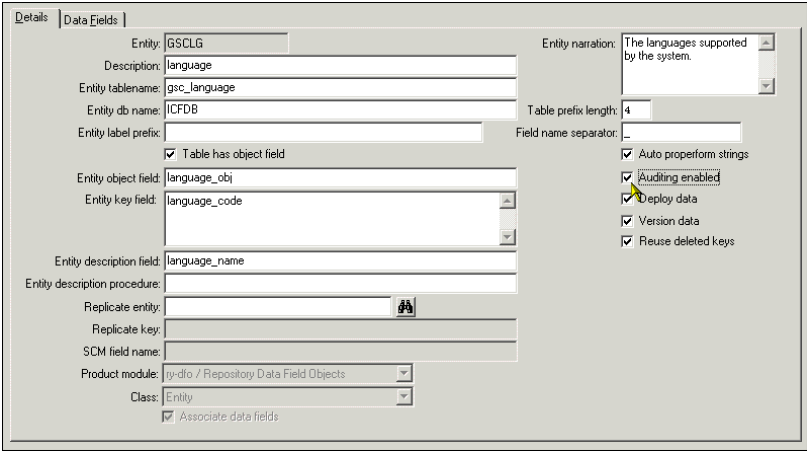 Details Data Fields
Entity: GSCLG
Entity narration: The languages supported
by the system.
Description: language
Entity tablename: gsc_language
Entity db name: ICFDB
Table prefix length: 4
Entity label prefix:
Field name separator: _
Table has object field
Auto properform strings
Entity object field: language_obj
Auditing enabled
Entity key field: language_code
Deploy data
Version data
Reuse deleted keys
Entity description field: language_name
Entity description procedure:
Replicate entity:
Replicate key:
SCM field name:
Product module: ry-dfo / Repository Data Field Objects
Class: Entity
Associate data fields